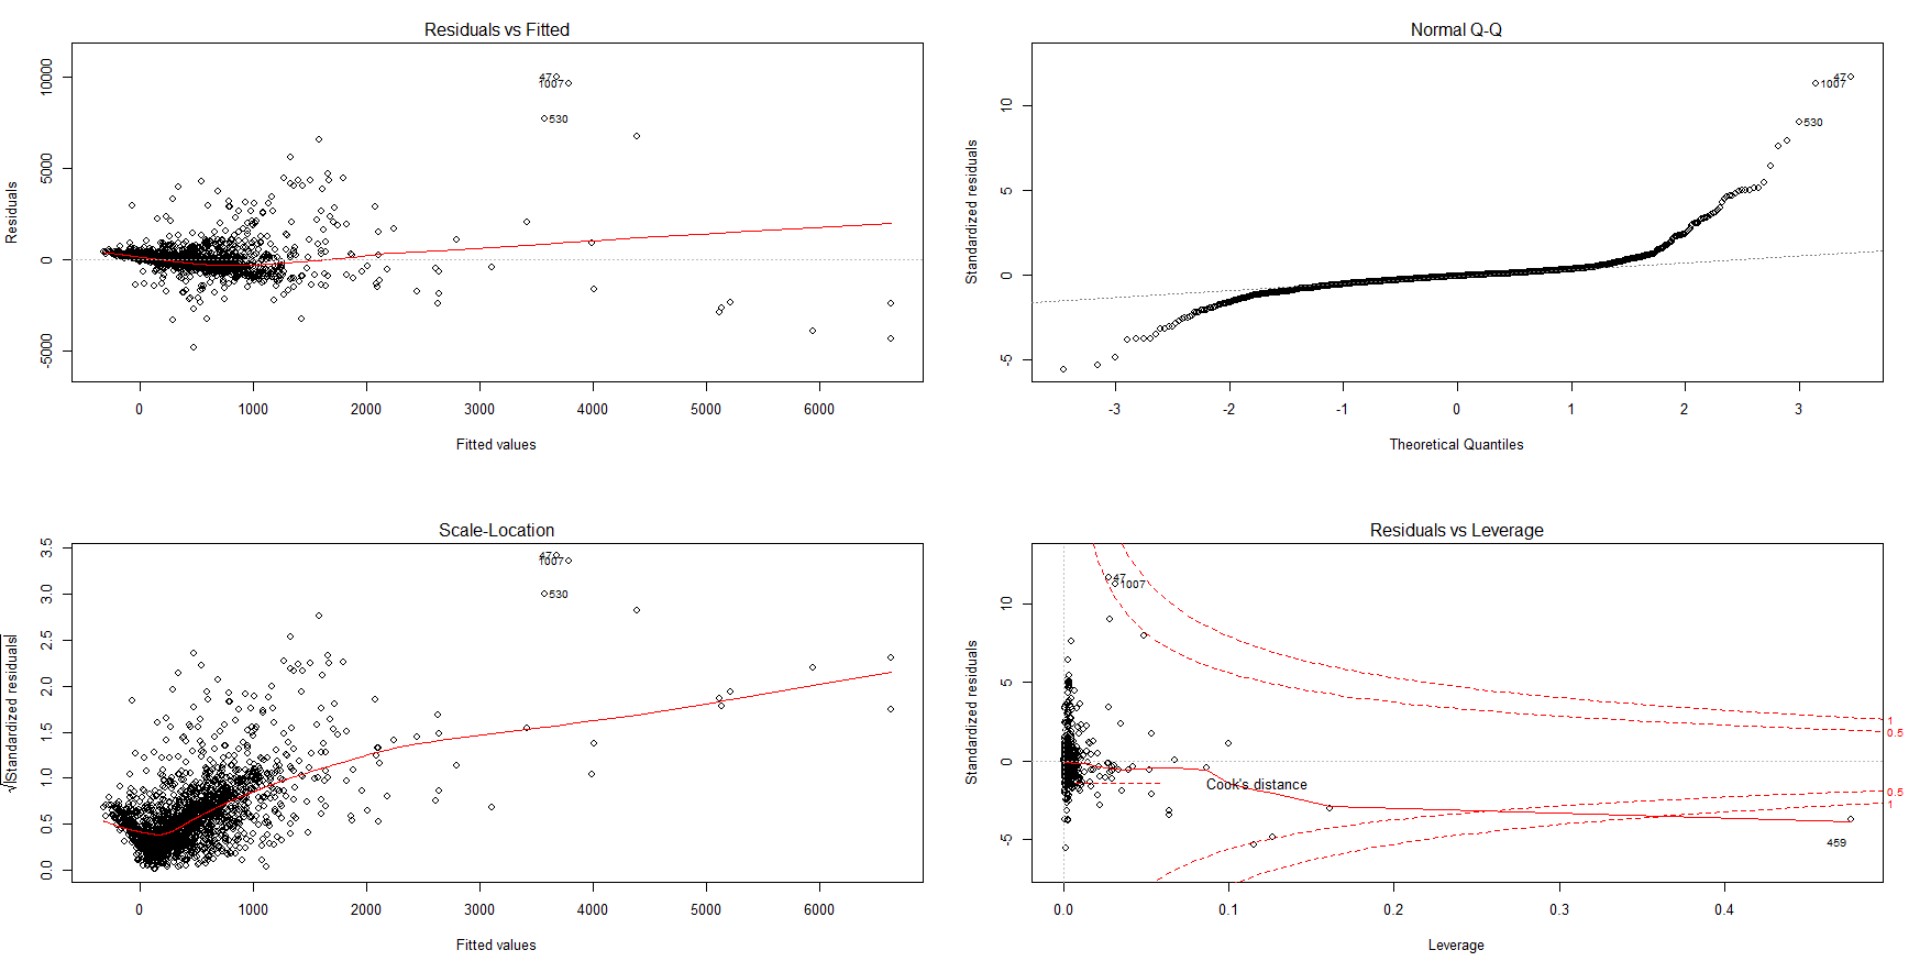 Residuals vs Fitted
Residuals
10000
5000
0
-5000
47
1007
530
0 1000 2000 3000 4000 5000 6000
Fitted values
Normal Q-Q
Standardized residuals
10
5
0
-5
47
1007
530
-3 -2 -1 0 1 2 3
Theoretical Quantiles
Scale-Location
√|Standardized residuals|
3.5
3.0
2.5
2.0
1.5
1.0
0.5
0.0
47
1007
530
0 1000 2000 3000 4000 5000 6000
Fitted values
Residuals vs Leverage
Standardized residuals
10
5
0
-5
47
1007
1
0.5
Cook's distance
0.5
1
459
0.0 0.1 0.2 0.3 0.4
Leverage